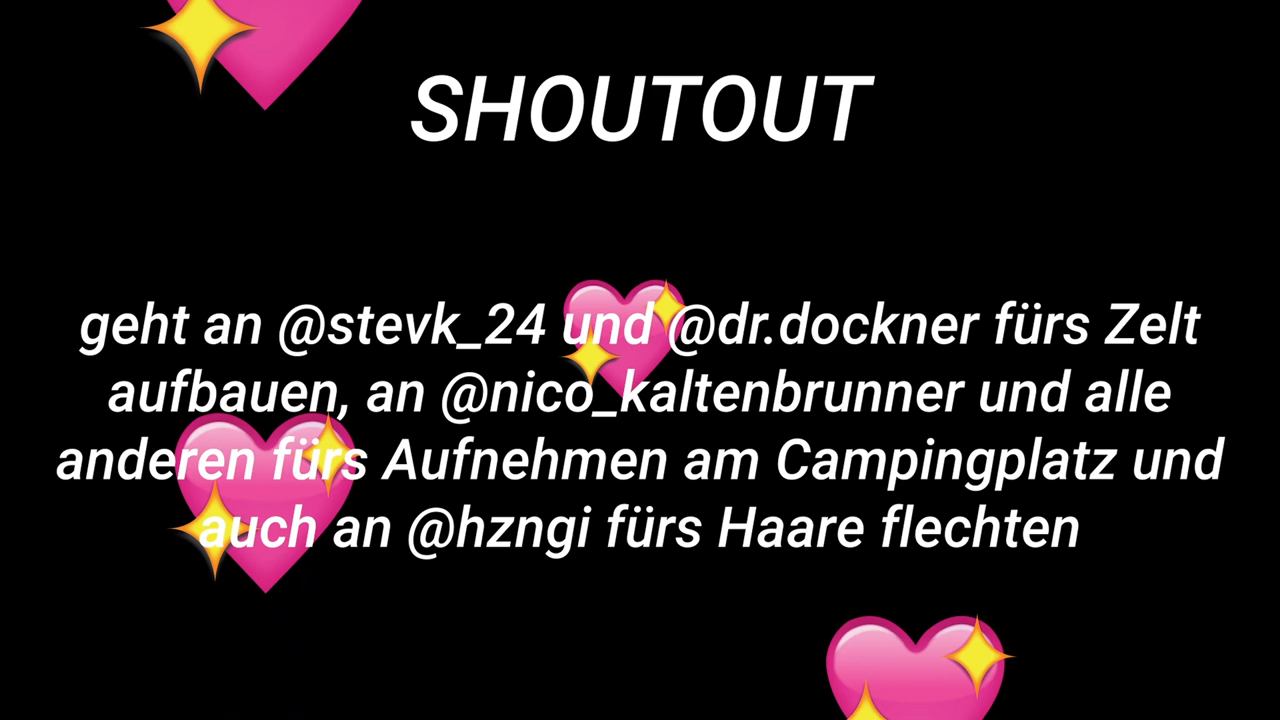 SHOUTOUT
geht an @stevk_24 und @dr.dockner fürs Zelt
aufbauen, an @nico_kaltenbrunner und alle
anderen fürs Aufnehmen am Campingplatz und
auch an @hzngi fürs Haare flechten